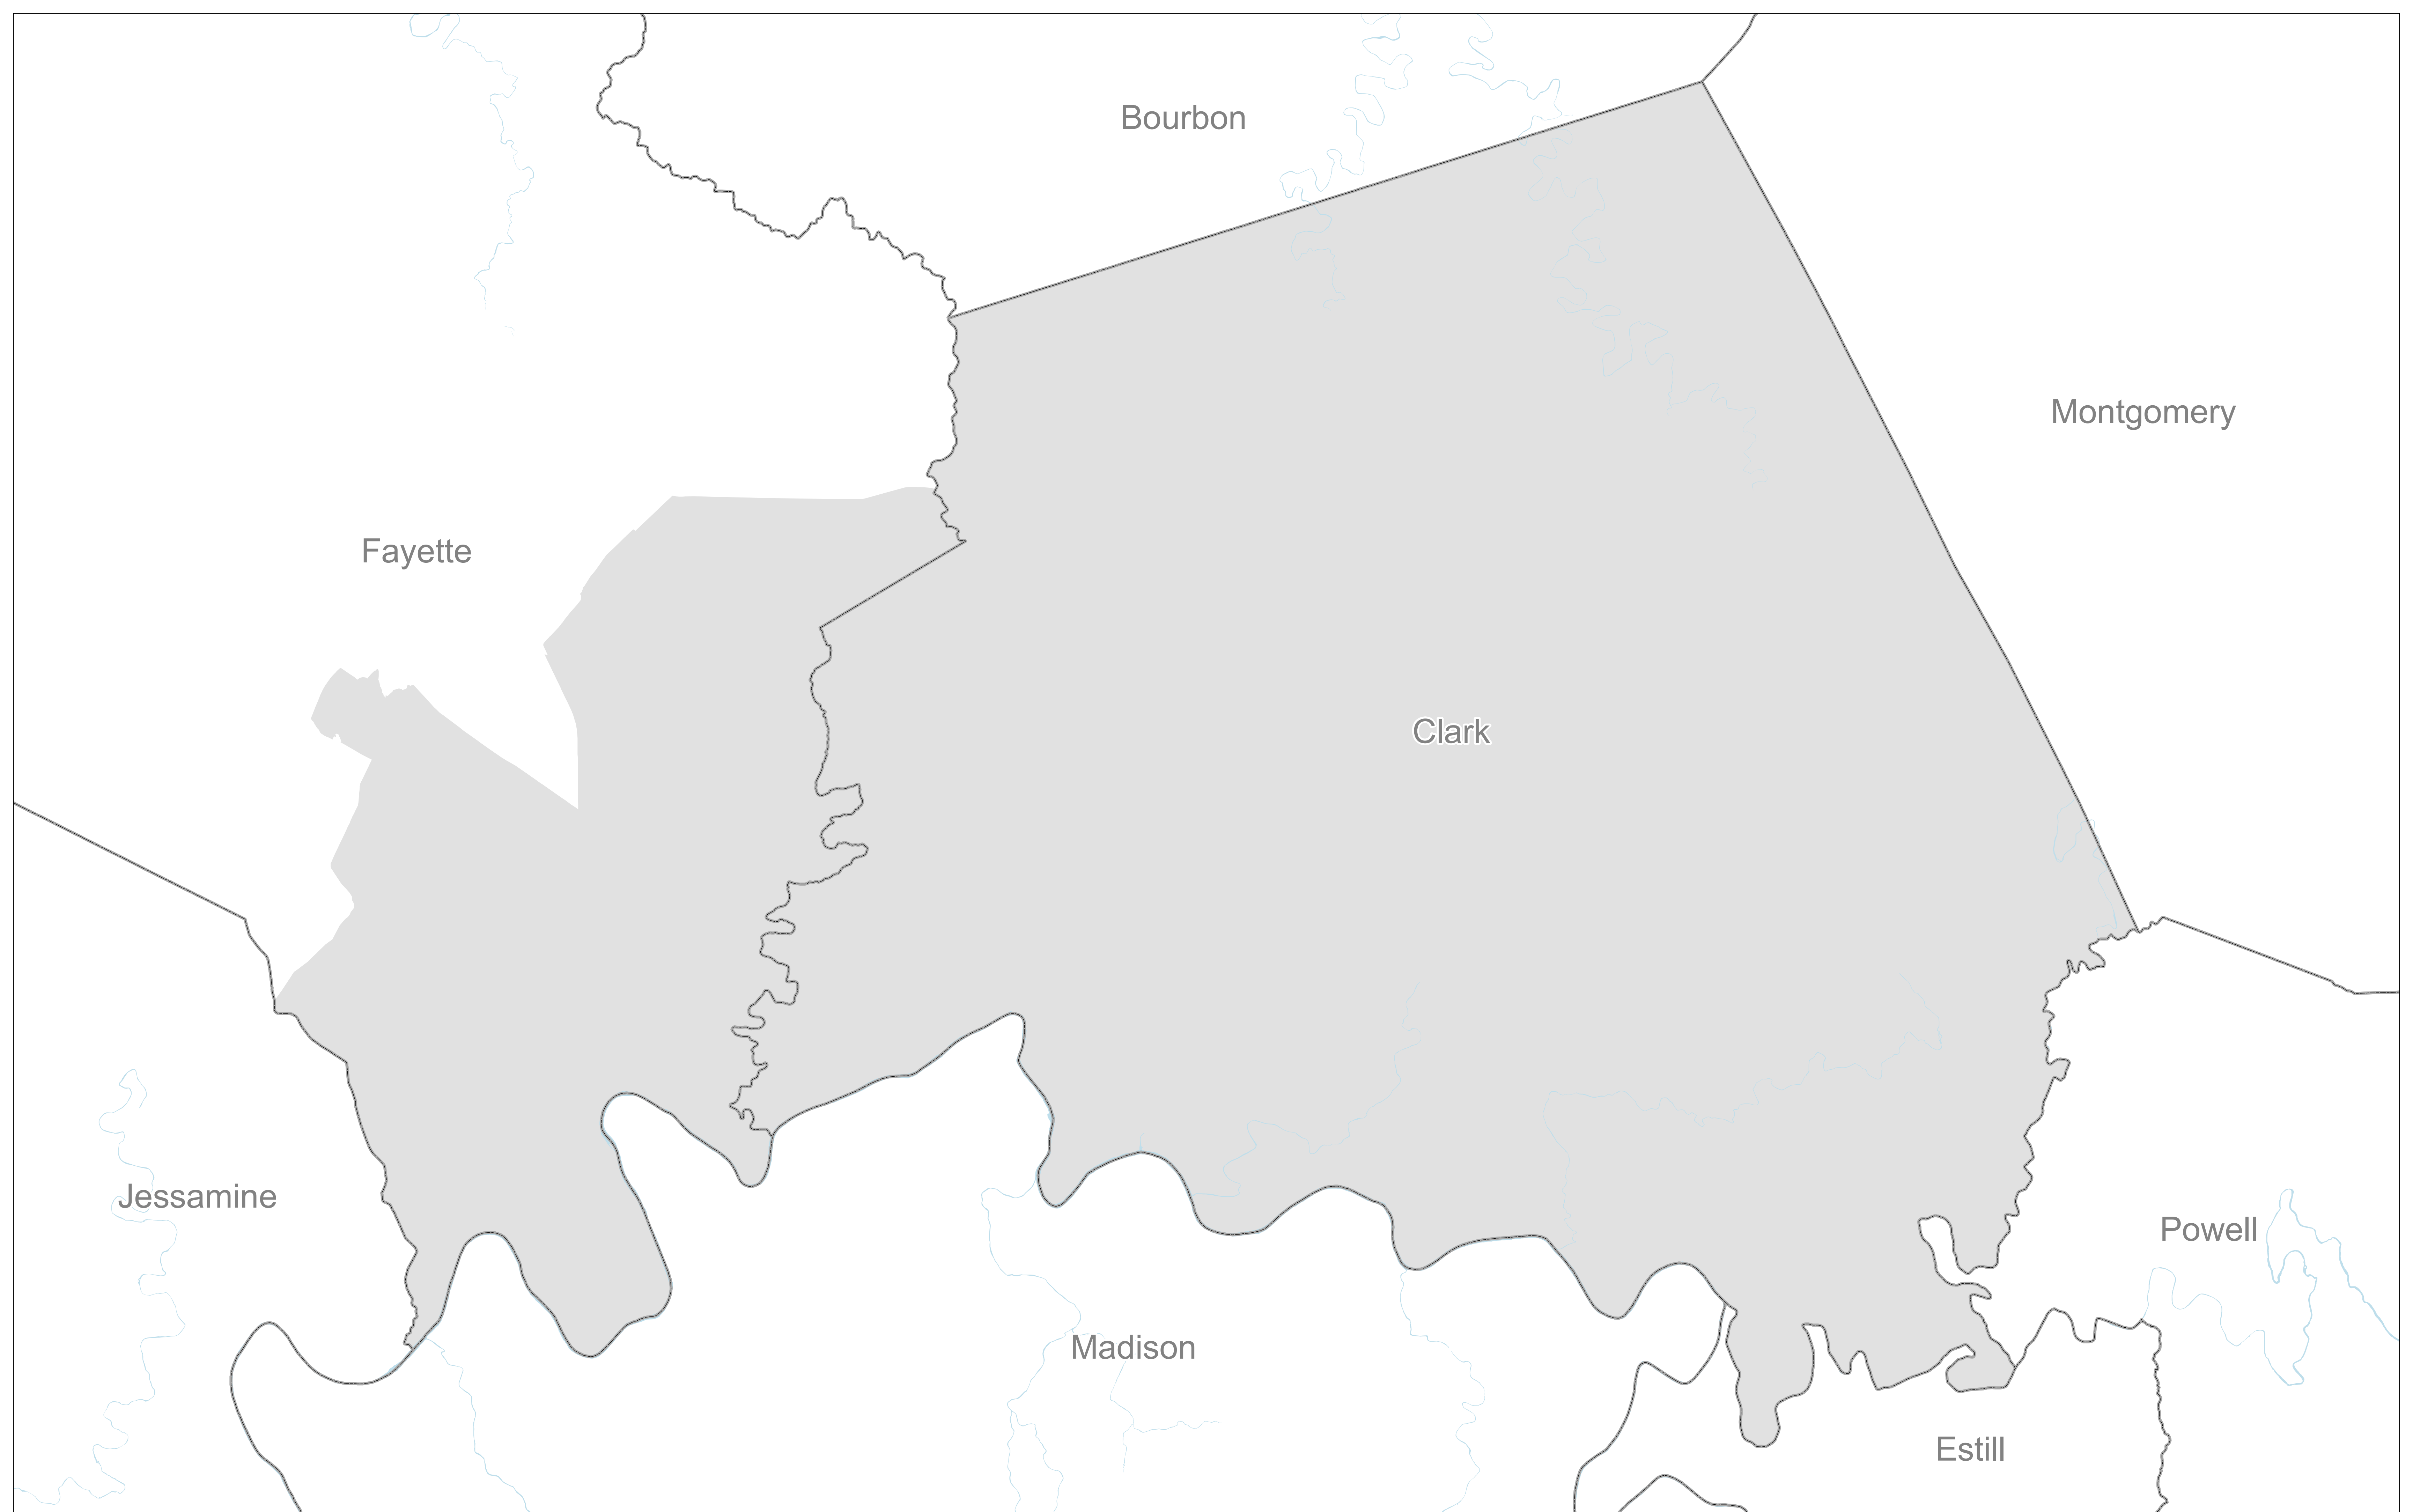 Bourbon
Montgomery
Fayette
Clark
Jessamine
Powell
Madison
Estill